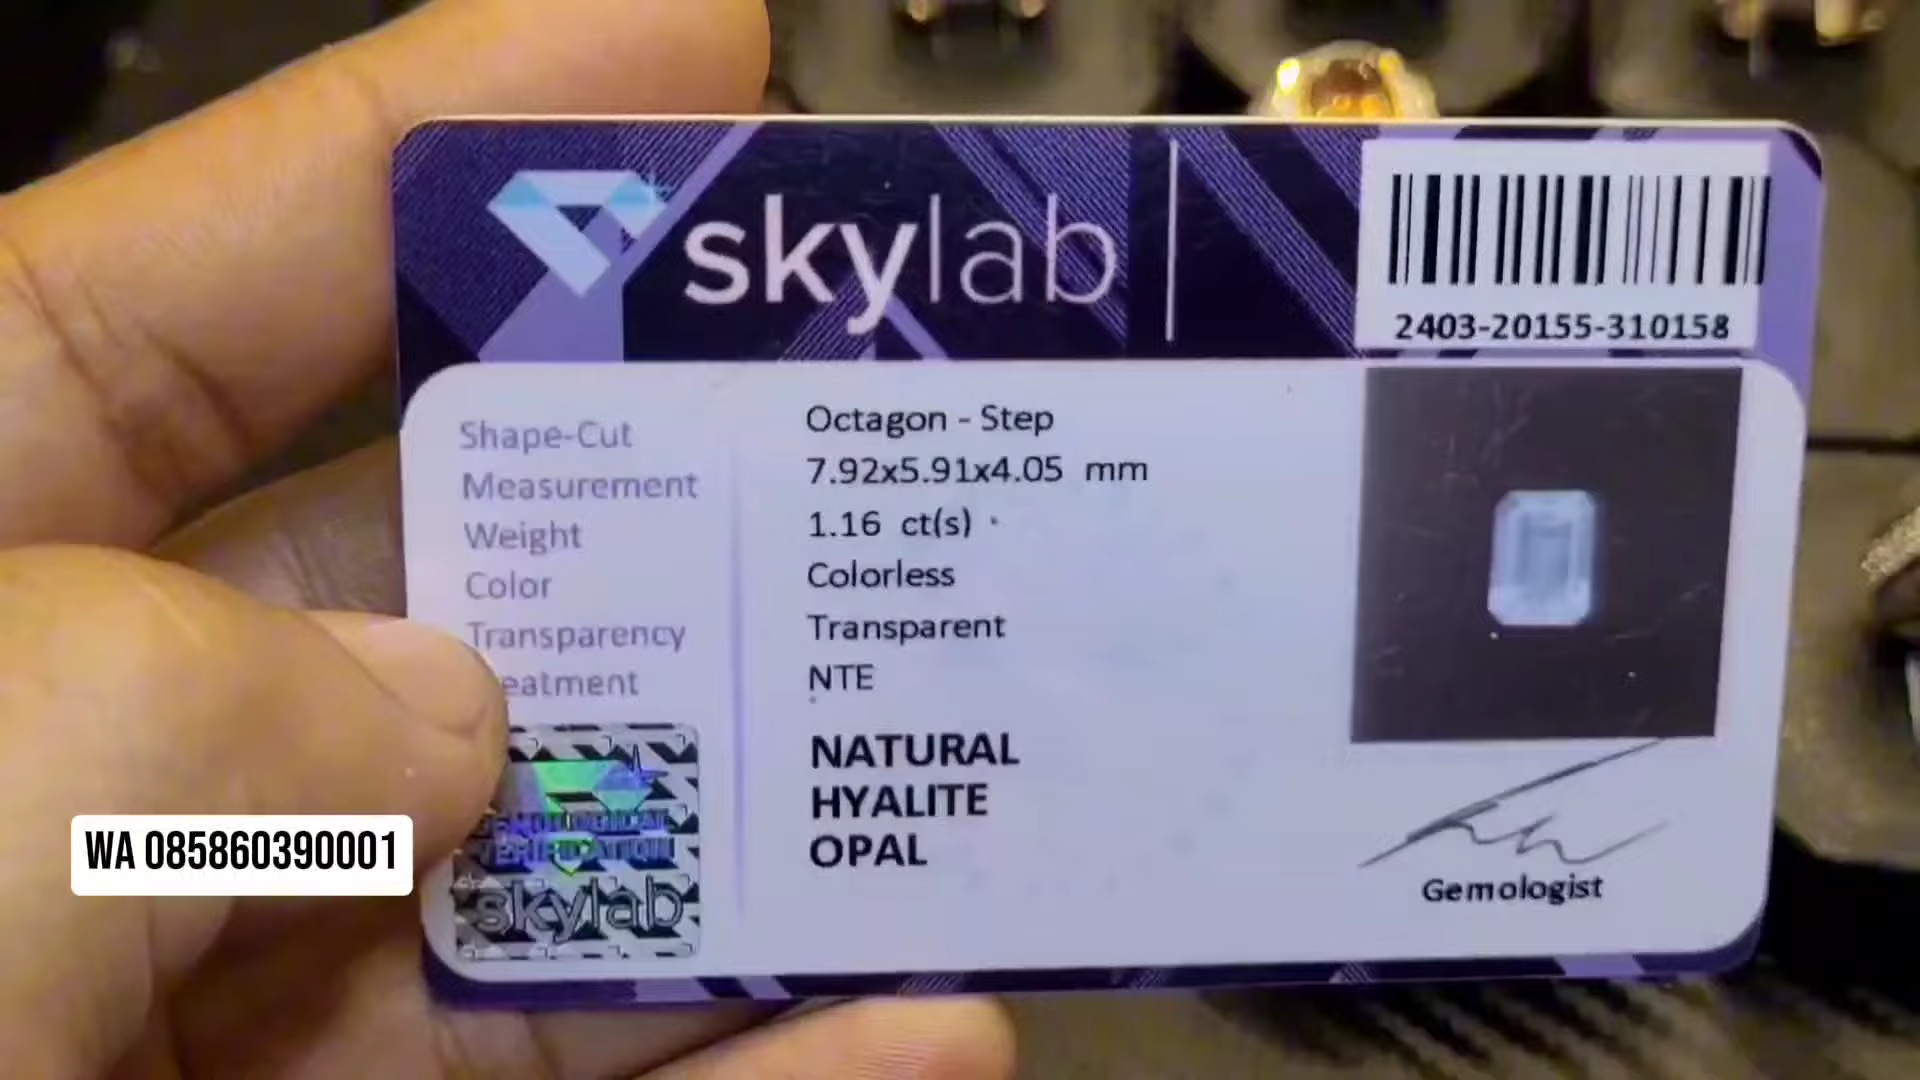 skylab
2403-20155-310158
Shape-Cut Octagon - Step
Measurement 7.92x5.91x4.05 mm
Weight 1.16 ct(s)
Color Colorless
Transparency Transparent
eatment NTE
NATURAL
HYALITE
OPAL
VERIFICATION
skylab
Gemologist
WA 085860390001